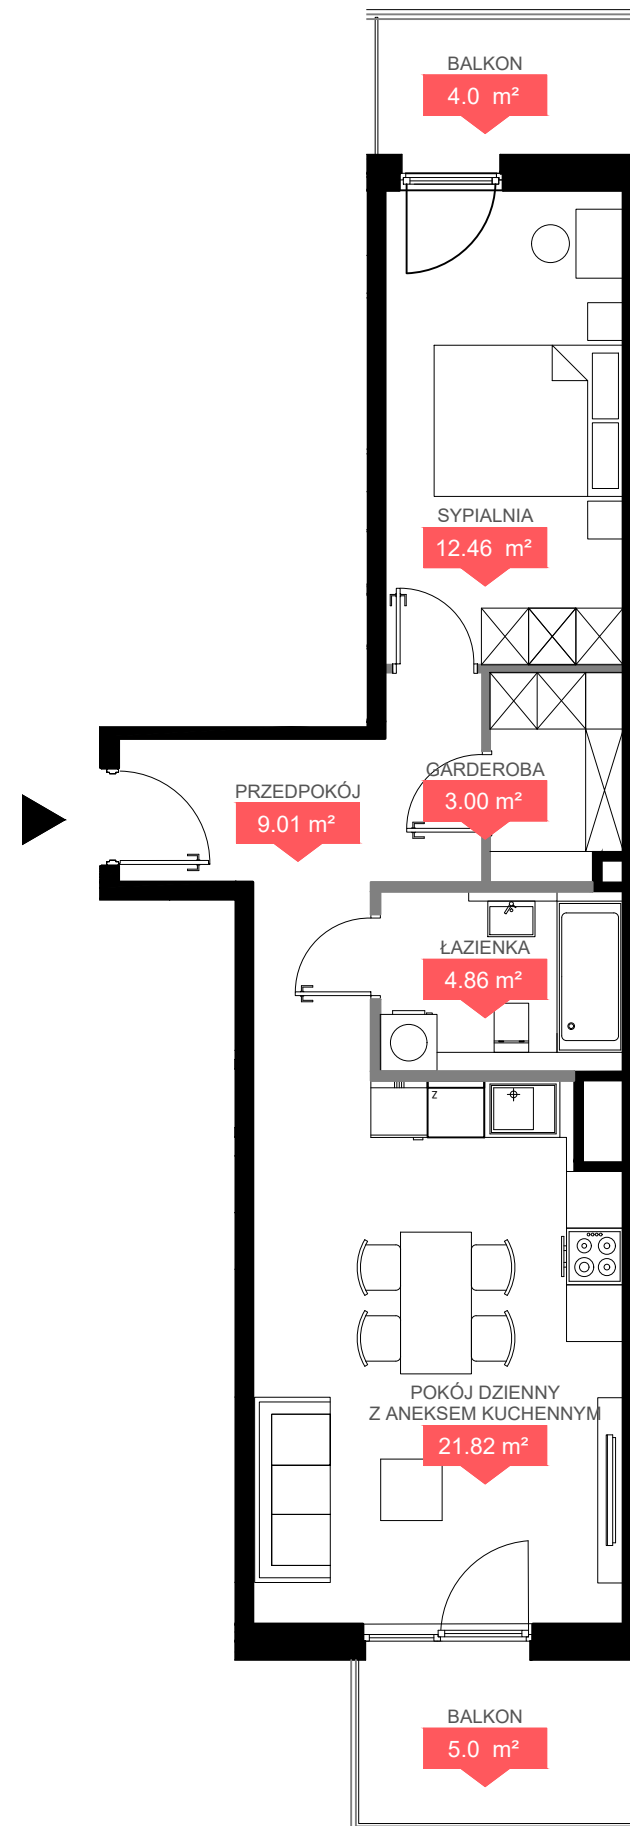 BALKON
4.0 m²
SYPIALNIA
12.46 m²
GARDEROBA
3.00 m²
PRZEDPOKÓJ
9.01 m²
ŁAZIENKA
4.86 m²
Z
POKÓJ DZIENNY
Z ANEKSEM KUCHENNYM
21.82 m²
BALKON
5.0 m²